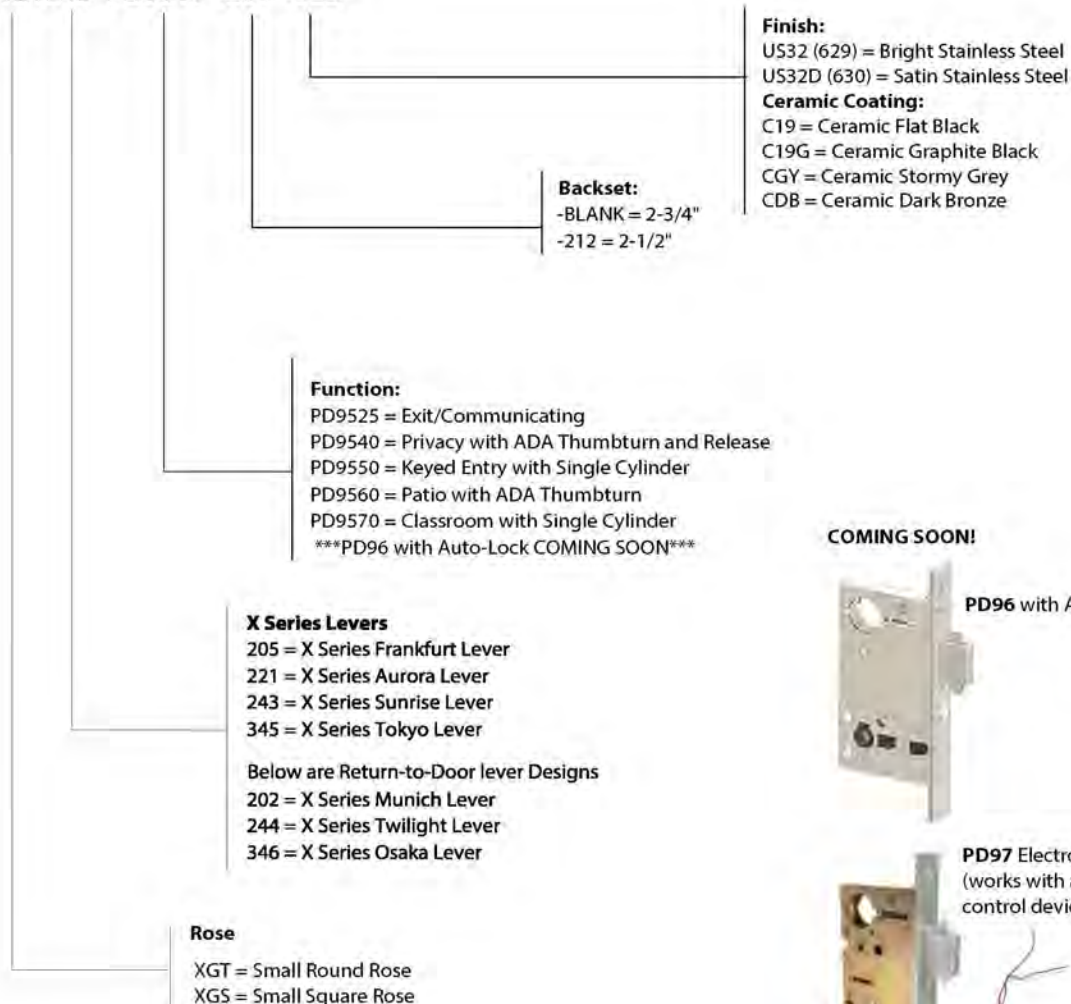 Finish:
US32 (629) = Bright Stainless Steel
US32D (630) = Satin Stainless Steel
Ceramic Coating:
C19 = Ceramic Flat Black
C19G = Ceramic Graphite Black
CGY = Ceramic Stormy Grey
CDB = Ceramic Dark Bronze
Backset:
-BLANK = 2-3/4"
-212 = 2-1/2"
Function:
PD9525 = Exit/Communicating
PD9540 = Privacy with ADA Thumbturn and Release
PD9550 = Keyed Entry with Single Cylinder
PD9560 = Patio with ADA Thumbturn
PD9570 = Classroom with Single Cylinder
***PD96 with Auto-Lock COMING SOON***
COMING SOON!
PD96 with
X Series Levers
205 = X Series Frankfurt Lever
221 = X Series Aurora Lever
243 = X Series Sunrise Lever
345 = X Series Tokyo Lever
Below are Return-to-Door lever Designs
202 = X Series Munich Lever
244 = X Series Twilight Lever
346 = X Series Osaka Lever
PD97
(works with
control
Rose
XGT = Small Round Rose
XGS = Small Square Rose